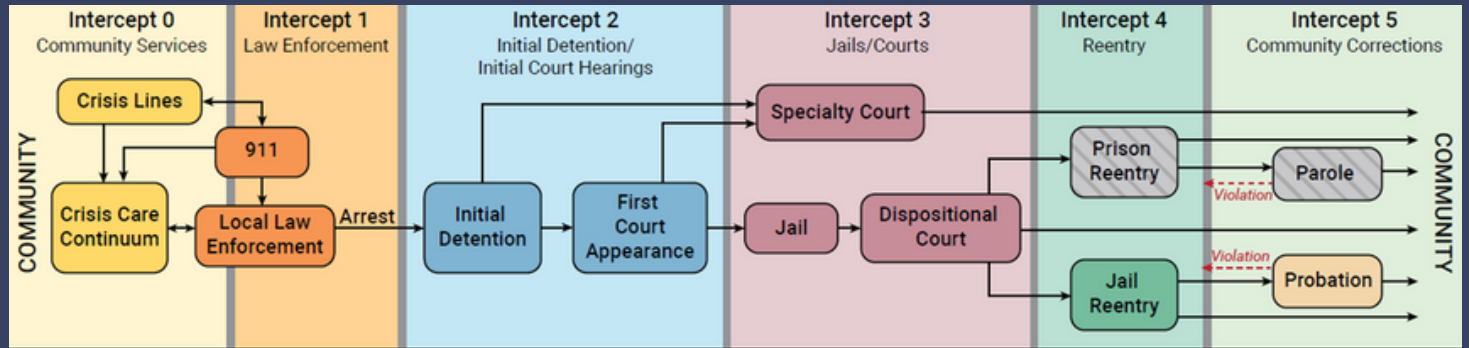 Intercept 0
Community Services
Intercept 1
Law Enforcement
Intercept 2
Initial Detention/
Initial Court Hearings
Intercept 3
Jails/Courts
Intercept 4
Reentry
Intercept 5
Community Corrections
COMMUNITY
Crisis Lines
911
Crisis Care
Continuum
Local Law
Enforcement
Arrest
Initial
Detention
First
Court
Appearance
Specialty Court
Jail
Dispositional
Court
Prison
Reentry
Violation
Parole
Jail
Reentry
Violation
Probation
COMMUNITY